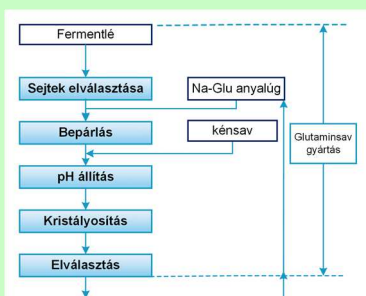 Fermentlé
Sejtek elválasztása
Na-Glu anyalúg
Bepárlás
kénsav
Glutaminsav
gyártás
pH állítás
Kristályosítás
Elválasztás